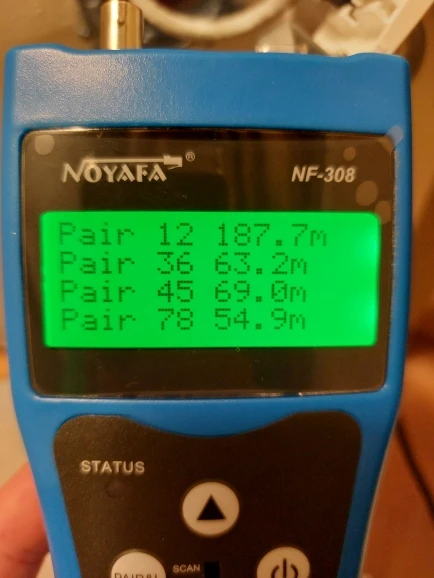 NOYAFA®
NF-308
Pair 12 187.7m
Pair 36 63.2m
Pair 45 69.0m
Pair 78 54.9m
STATUS
SCAN